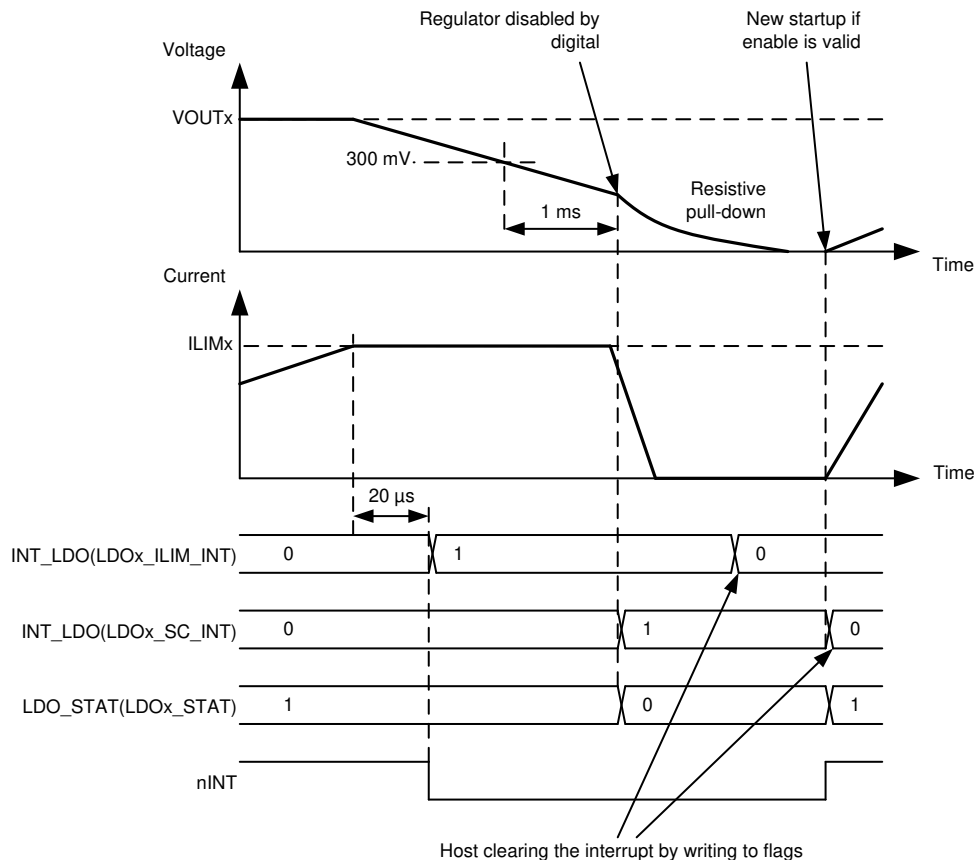 Regulator disabled by
digital
New startup if
enable is valid
Voltage
VOUTx
300 mV
1 ms
Resistive
pull-down
Time
Current
ILIMx
Time
20 µs
INT_LDO(LDOx_ILIM_INT)
0
1
0
INT_LDO(LDOx_SC_INT)
0
1
0
LDO_STAT(LDOx_STAT)
1
0
1
nINT
Host clearing the interrupt by writing to flags